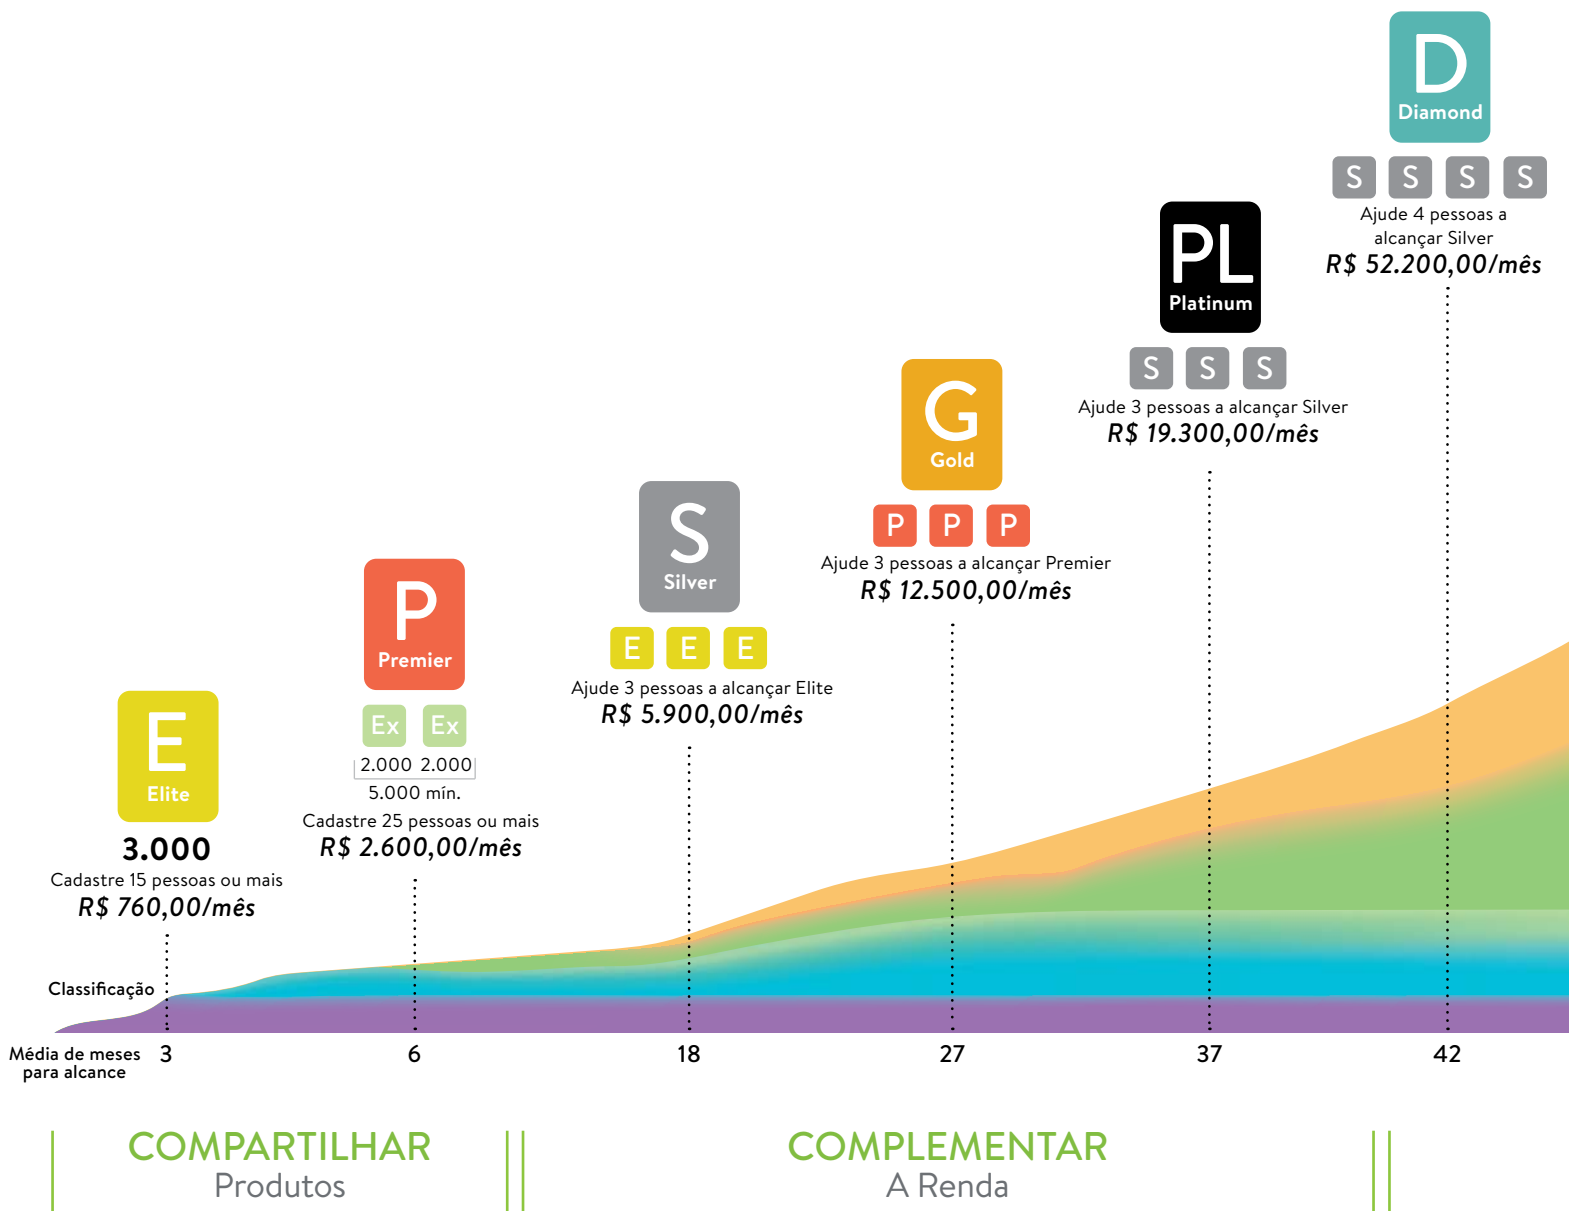 D
Diamond
S S S S
Ajude 4 pessoas a
alcançar Silver
R$ 52.200,00/mês
PL
Platinum
S S S
Ajude 3 pessoas a alcançar Silver
R$ 19.300,00/mês
G
Gold
P P P
Ajude 3 pessoas a alcançar Premier
R$ 12.500,00/mês
S
Silver
E E E
Ajude 3 pessoas a alcançar Elite
R$ 5.900,00/mês
P
Premier
Ex Ex
2.000 2.000
5.000 mín.
Cadastre 25 pessoas ou mais
R$ 2.600,00/mês
E
Elite
3.000
Cadastre 15 pessoas ou mais
R$ 760,00/mês
Classificação
Média de meses
para alcance
3 6 18 27 37 42
COMPARTILHAR
Produtos
COMPLEMENTAR
A Renda